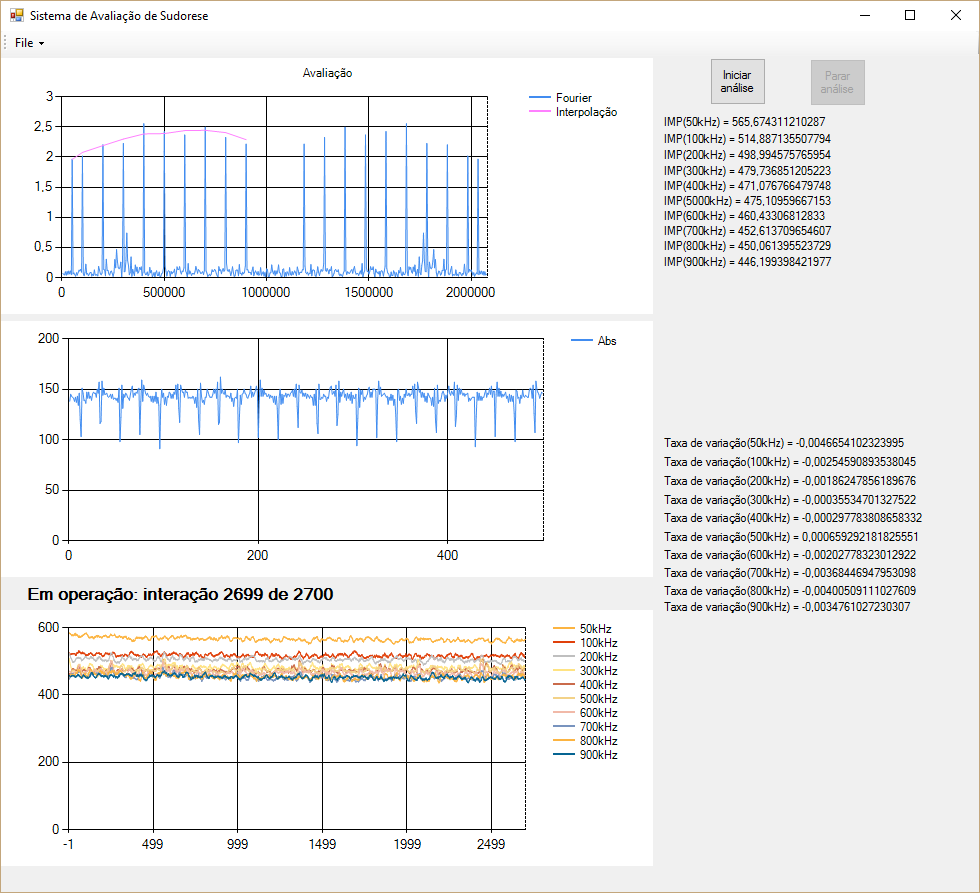 Sistema de Avaliação de Sudorese
File
Avaliação
3
2,5
2
1,5
1
0,5
0
0 500000 1000000 1500000 2000000
Fourier
Interpolação
Iniciar análise
Parar análise
IMP(50kHz) = 565,674311210287
IMP(100kHz) = 514,887135507794
IMP(200kHz) = 498,994575765954
IMP(300kHz) = 479,736851205223
IMP(400kHz) = 471,076766479748
IMP(5000kHz) = 475,10959667153
IMP(600kHz) = 460,43306812833
IMP(700kHz) = 452,613709654607
IMP(800kHz) = 450,061395523729
IMP(900kHz) = 446,199398421977
200
150
100
50
0
0 200 400
Abs
Taxa de variação(50kHz) = -0,0046654102323995
Taxa de variação(100kHz) = -0,00254590893538045
Taxa de variação(200kHz) = -0,00186247856189676
Taxa de variação(300kHz) = -0,00035534701327522
Taxa de variação(400kHz) = -0,000297783808658332
Taxa de variação(500kHz) = 0,000659292181825551
Taxa de variação(600kHz) = -0,00202778323012922
Taxa de variação(700kHz) = -0,00368446947953098
Taxa de variação(800kHz) = -0,00400509111027609
Taxa de variação(900kHz) = -0,0034761027230307
Em operação: interação 2699 de 2700
600
400
200
0
-1 499 999 1499 1999 2499
50kHz
100kHz
200kHz
300kHz
400kHz
500kHz
600kHz
700kHz
800kHz
900kHz